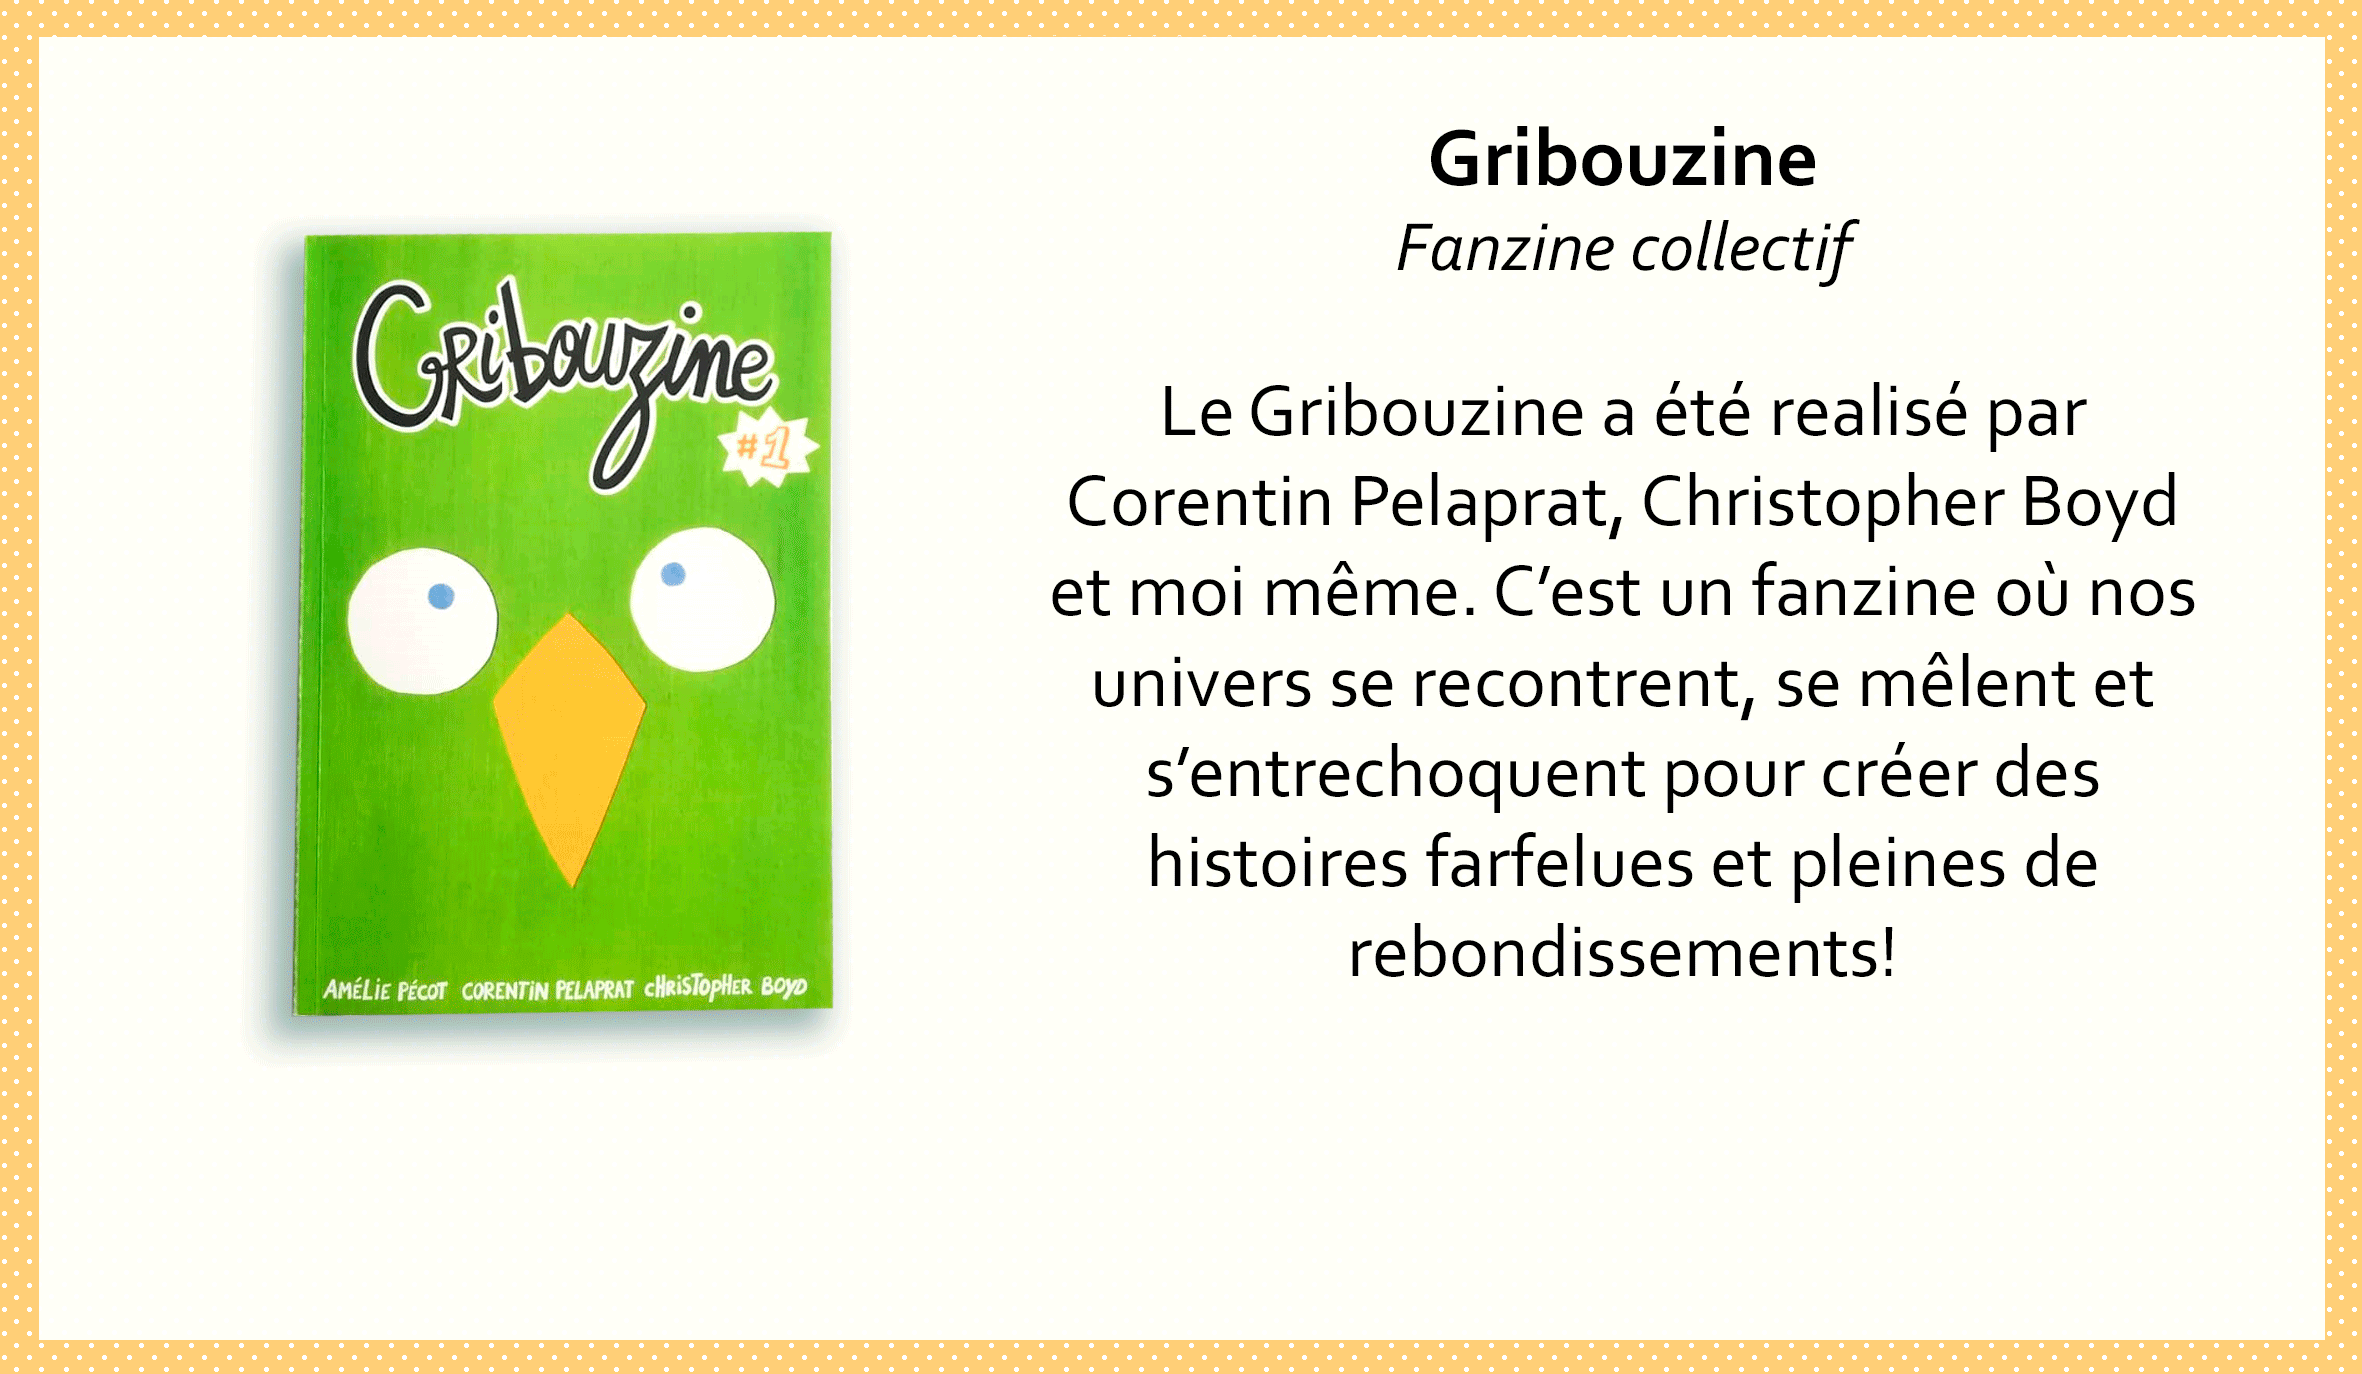 Gribouzine
#1
AMÉLIE PÉCOT CORENTIN PELAPRAT CHRISTOPHER BOYD
Gribouzine
Fanzine collectif
Le Gribouzine a été realisé par
Corentin Pelaprat, Christopher Boyd
et moi même. C’est un fanzine où nos
univers se recontrent, se mêlent et
s’entrechoquent pour créer des
histoires farfelues et pleines de
rebondissements!